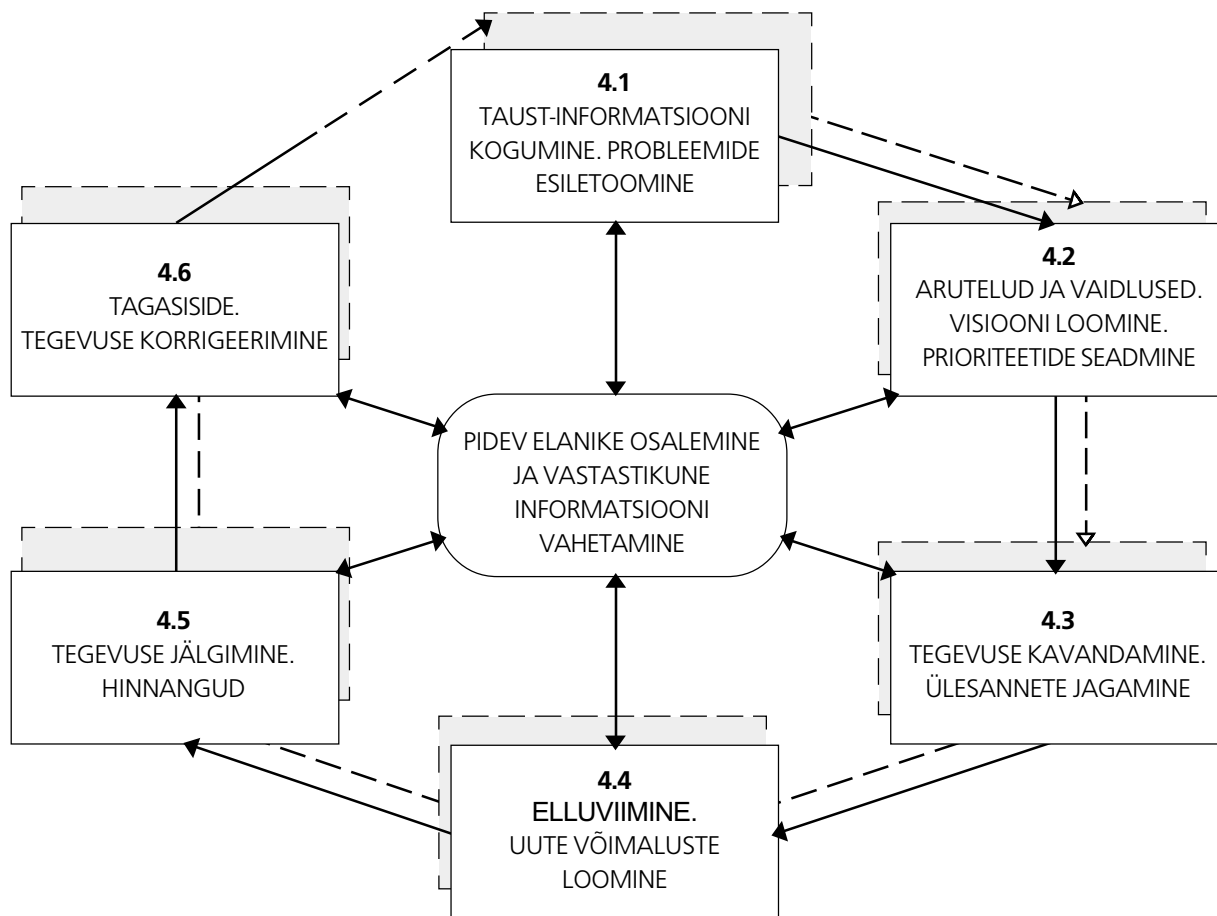 4.1
TAUST-INFORMATSIOONI
KOGUMINE. PROBLEEMIDE
ESILETOOMINE
4.2
ARUTELUD JA VAIDLUSED.
VISIOONI LOOMINE.
PRIORITEETIDE SEADMINE
4.3
TEGEVUSE KAVANDAMINE.
ÜLESANNETE JAGAMINE
4.4
ELLUVIIMINE.
UUTE VÕIMALUSTE
LOOMINE
4.5
TEGEVUSE JÄLGIMINE.
HINNANGUD
4.6
TAGASISIDE.
TEGEVUSE KORRIGEERIMINE
PIDEV ELANIKE OSALEMINE
JA VASTASTIKUNE
INFORMATSIOONI
VAHETAMINE